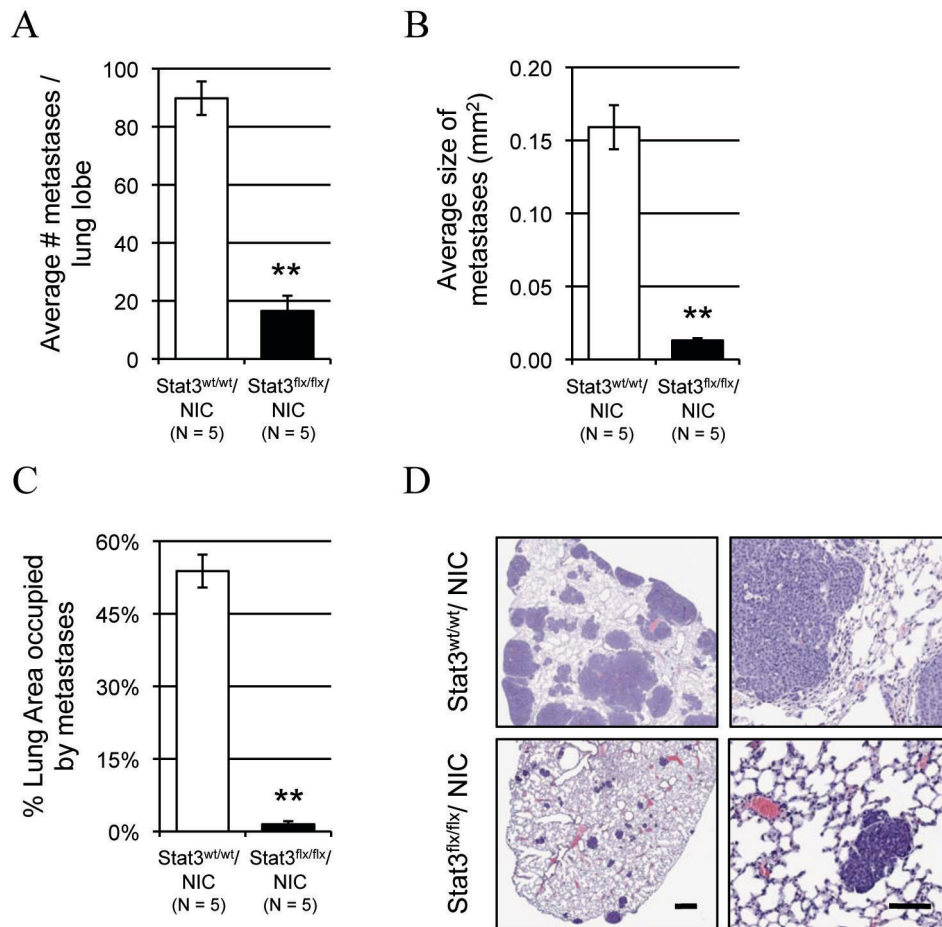 A
Average # metastases /
lung lobe
100
80
60
40
20
0
**
Stat3wt/wt/
NIC
(N = 5)
Stat3flx/flx/
NIC
(N = 5)
B
Average size of
metastases (mm²)
0.20
0.15
0.10
0.05
0.00
**
Stat3wt/wt/
NIC
(N = 5)
Stat3flx/flx/
NIC
(N = 5)
C
% Lung Area occupied
by metastases
60%
45%
30%
15%
0%
**
Stat3wt/wt/
NIC
(N = 5)
Stat3flx/flx/
NIC
(N = 5)
D
Stat3wt/wt/ NIC
Stat3flx/flx/ NIC